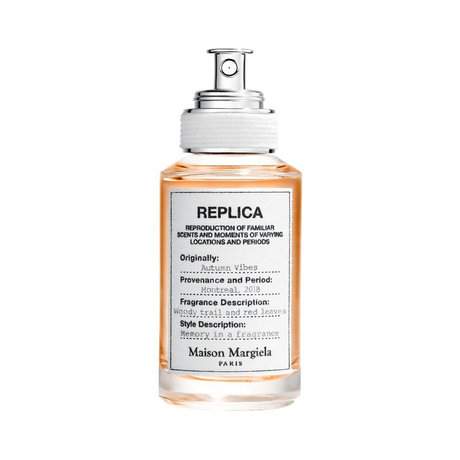 REPLICA
REPRODUCTION OF FAMILIAR
SCENTS AND MOMENTS OF VARYING
LOCATIONS AND PERIODS
Originally:
Autumn Vibes
Provenance and Period:
Montreal, 2018
Fragrance Description:
Woody trail and red leaves
Style Description:
Memory in a fragrance
Maison Margiela
PARIS